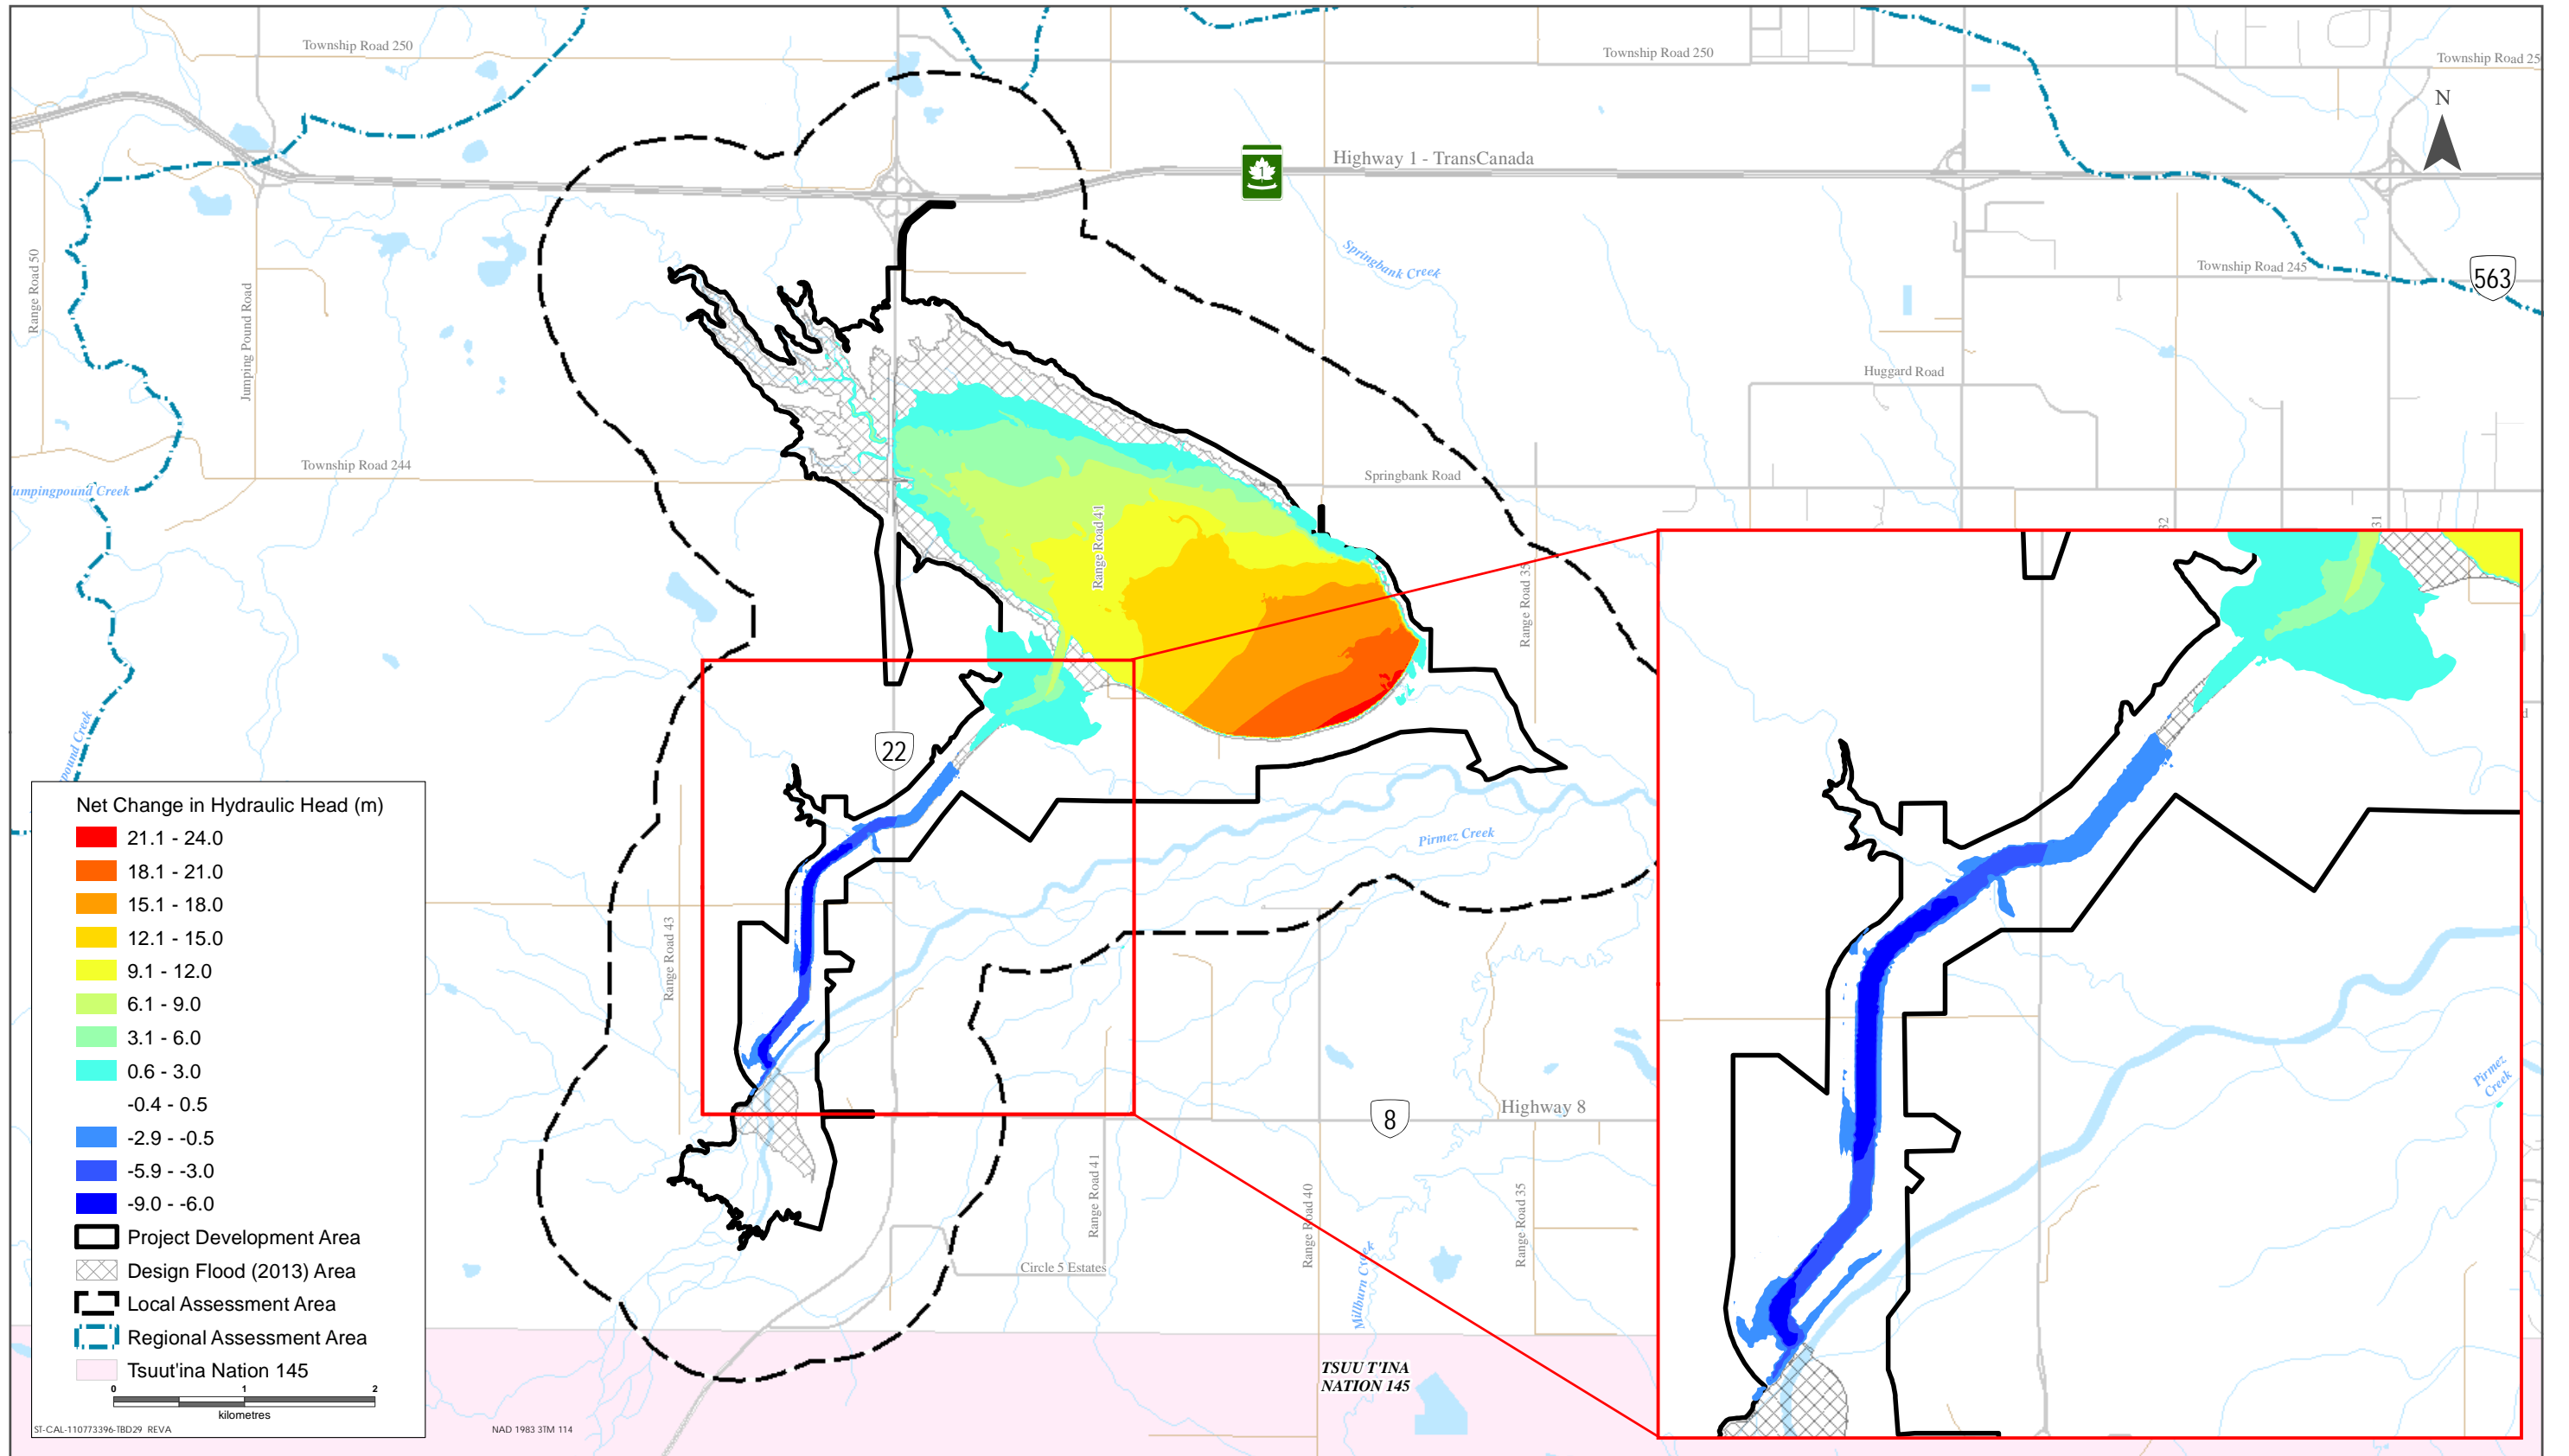 Township Road 250
Township Road 250
Township Road 25
N
1
Highway 1 - TransCanada
Springbank Creek
Range Road 50
Jumping Pound Road
Township Road 245
563
Huggard Road
Township Road 244
Springbank Road
umpingpound Creek
Range Road 41
32
31
Range Road 35
22
pound Creek
Pirmez Creek
Range Road 43
Pirmez
Creek
8
Highway 8
Range Road 41
Range Road 40
Range Road 35
Circle 5 Estates
Millburn Creek
TSUU T'INA
NATION 145
Net Change in Hydraulic Head (m)
21.1 - 24.0
18.1 - 21.0
15.1 - 18.0
12.1 - 15.0
9.1 - 12.0
6.1 - 9.0
3.1 - 6.0
0.6 - 3.0
-0.4 - 0.5
-2.9 - -0.5
-5.9 - -3.0
-9.0 - -6.0
Project Development Area
Design Flood (2013) Area
Local Assessment Area
Regional Assessment Area
Tsuut'ina Nation 145
0 1 2
kilometres
ST-CAL-110773396-TBD29 REVA
NAD 1983 3TM 114